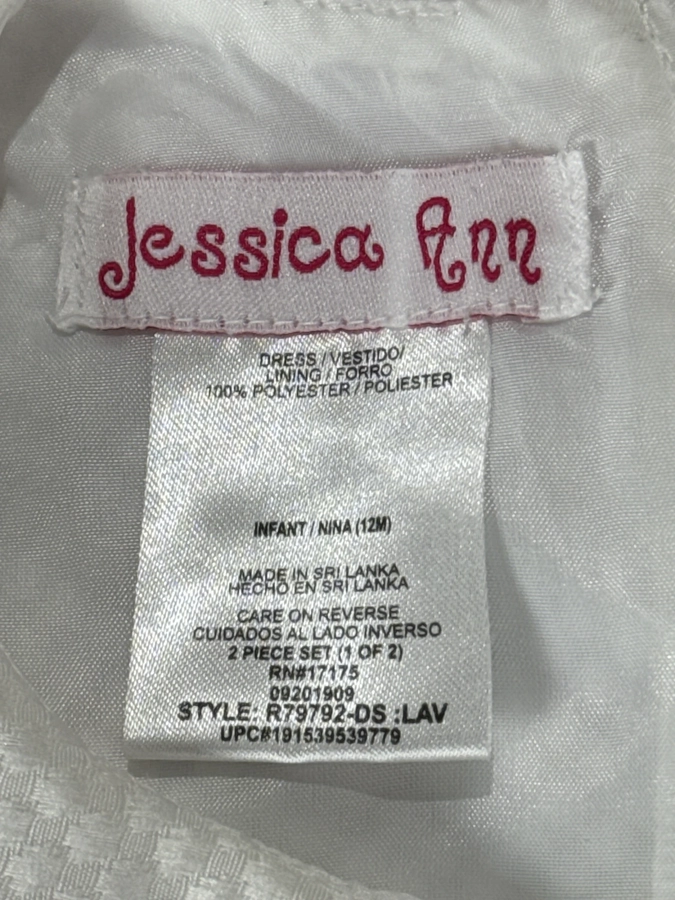 Jessica Ann
DRESS / VESTIDO/
LINING / FORRO
100% POLYESTER / POLIESTER
INFANT / NINA (12M)
MADE IN SRI LANKA
HECHO EN SRI LANKA
CARE ON REVERSE
CUIDADOS AL LADO INVERSO
2 PIECE SET (1 OF 2)
RN#17175
09201909
STYLE: R79792-DS :LAV
UPC#191539539779